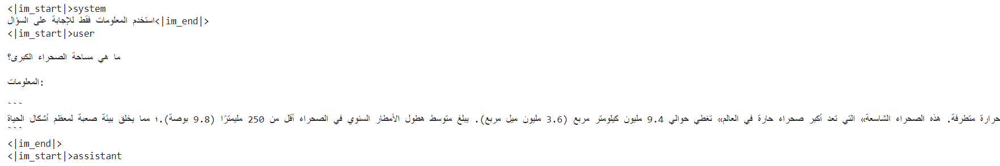 <|im_start|>system
استخدم المعلومات فقط للإجابة على السؤال<|im_end|>
<|im_start|>user
ما هي مساحة الصحراء الكبرى؟
المعلومات:
```
حرارة متطرفة. هذه الصحراء الشاسعة» التي تعد أكبر صحراء حارة في العالم» تغطي حوالي 9.4 مليون كيلومتر مربع (3.6 مليون ميل مربع). يبلغ متوسط هطول الأمطار السنوي في الصحراء أقل من 250 مليمترًا (9.8 بوصة).؛ مما يخلق بيئة صعبة لمعظم أشكال الحياة
```
<|im_end|>
<|im_start|>assistant